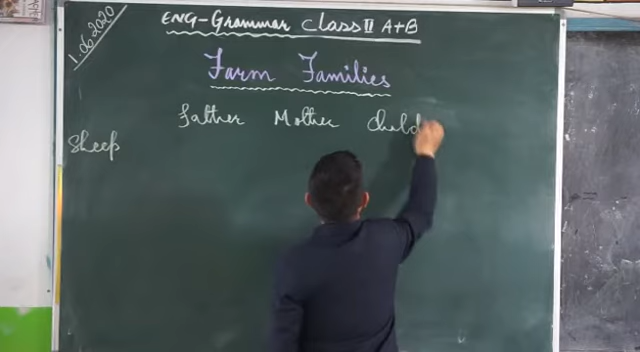 1.06.2020
ENG-Grammar Class II A+B
Farm Families
Father Mother Child
Sheep